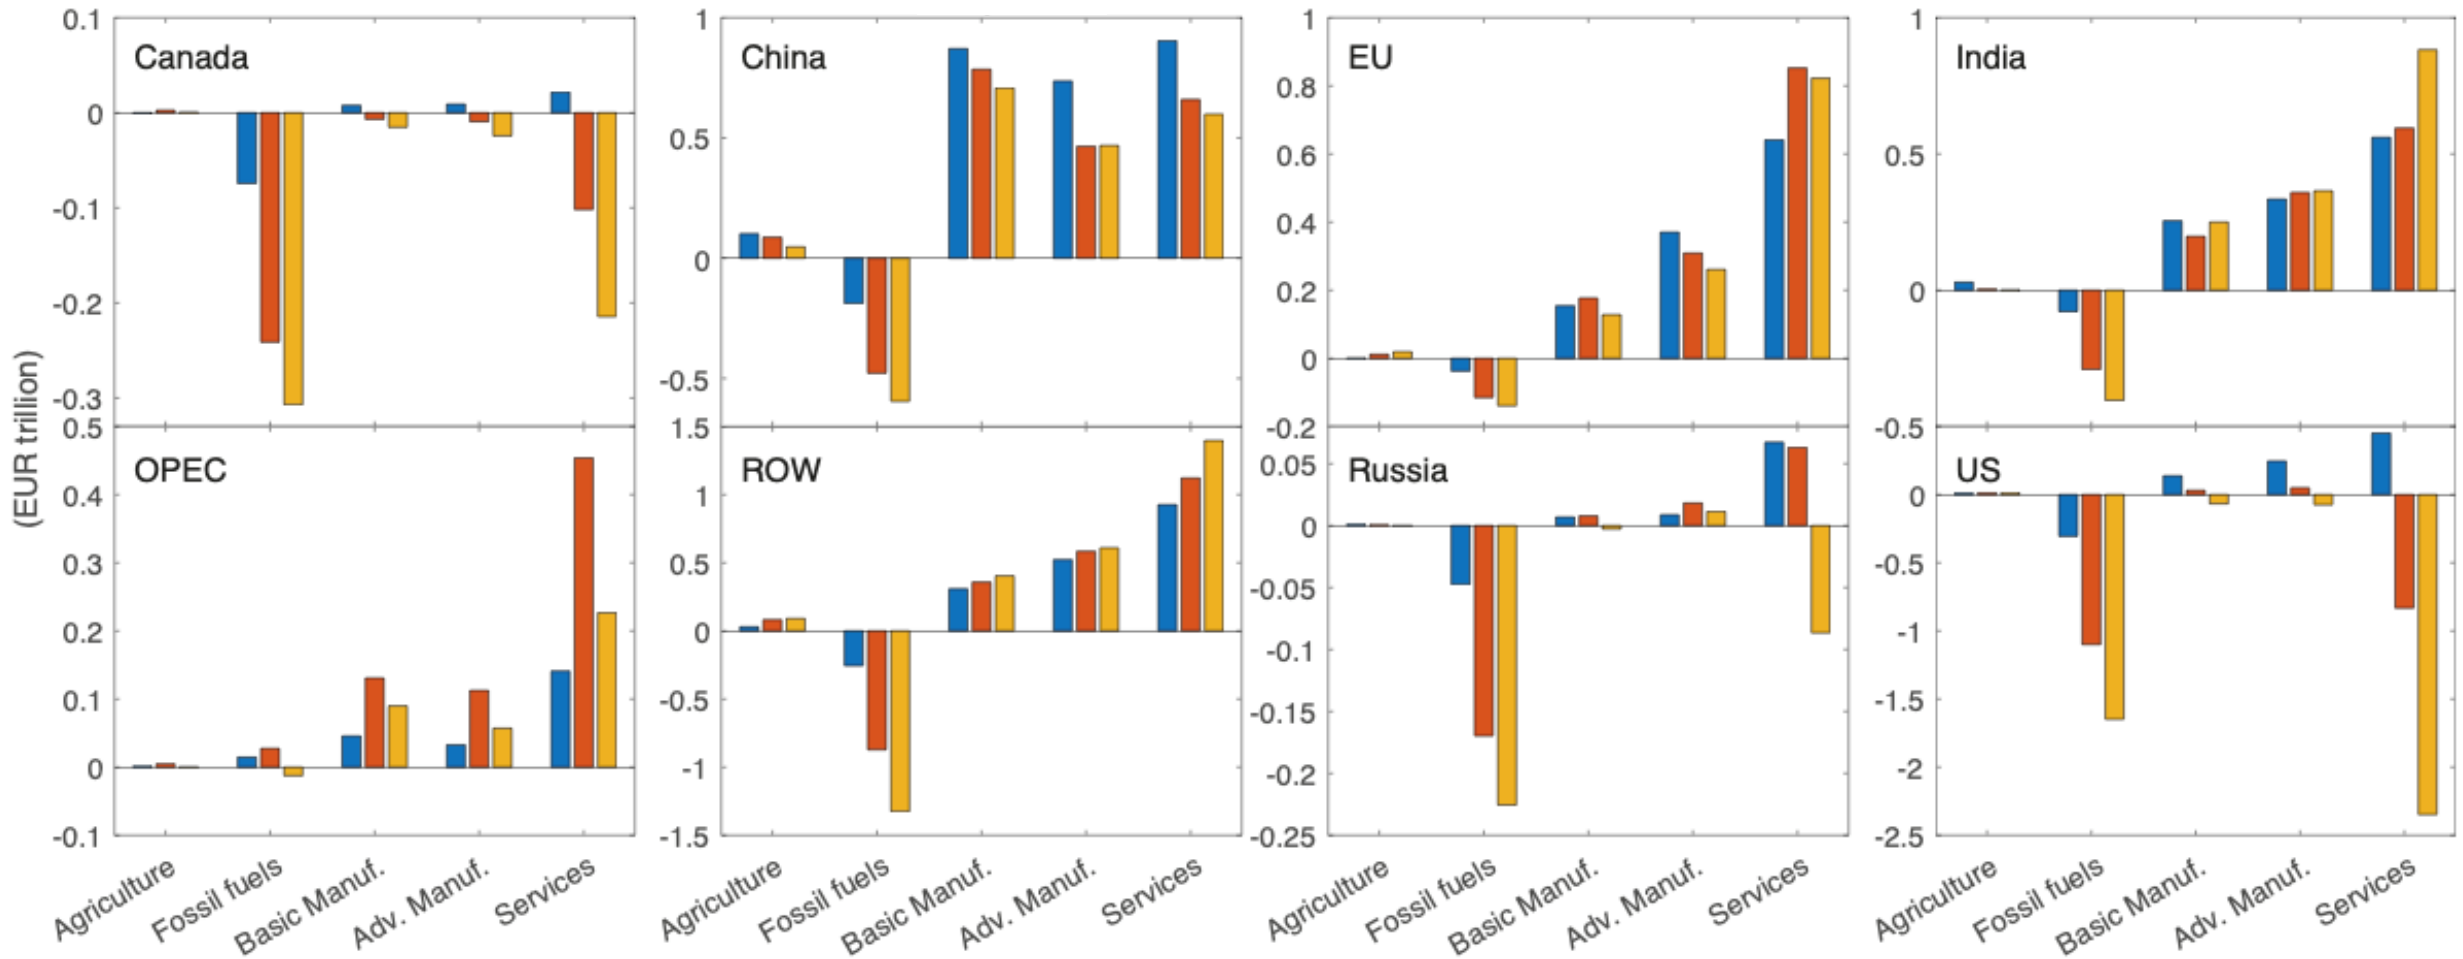 (EUR trillion)
Canada
0.1
0
-0.1
-0.2
-0.3
China
1
0.5
0
-0.5
EU
1
0.8
0.6
0.4
0.2
0
-0.2
India
1
0.5
0
-0.5
OPEC
0.5
0.4
0.3
0.2
0.1
0
-0.1
ROW
1.5
1
0.5
0
-0.5
-1
-1.5
Russia
0.05
0
-0.05
-0.1
-0.15
-0.2
-0.25
US
0
-0.5
-1
-1.5
-2
-2.5
Agriculture
Fossil fuels
Basic Manuf.
Adv. Manuf.
Services
Agriculture
Fossil fuels
Basic Manuf.
Adv. Manuf.
Services
Agriculture
Fossil fuels
Basic Manuf.
Adv. Manuf.
Services
Agriculture
Fossil fuels
Basic Manuf.
Adv. Manuf.
Services